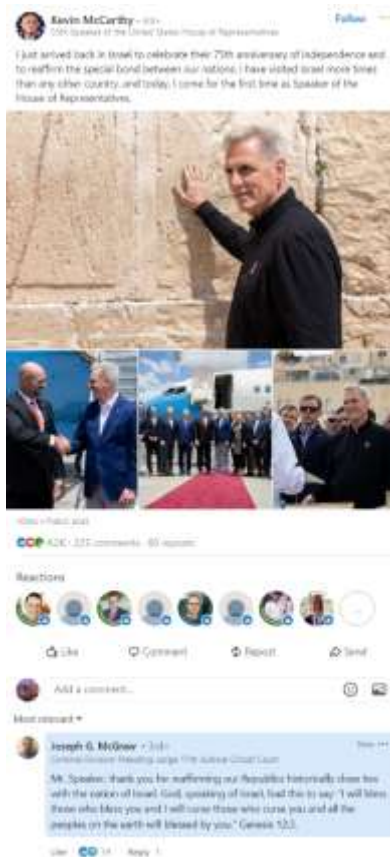 Kevin McCarthy
55th Speaker of the United States House of Representatives
Follow
I just arrived back in Israel to celebrate their 75th anniversary of independence and
to reaffirm the special bond between our nations. I have visited Israel more times
than any other country, and today, I come for the first time as Speaker of the
House of Representatives.
comments
reposts
Reactions
Like
Comment
Repost
Send
Add a comment...
Most relevant
Joseph G. McGraw
Mr. Speaker, thank you for reaffirming our Republics historically close ties
with the nation of Israel. God, speaking of Israel, had this to say: "I will bless
those who bless you and I will curse those who curse you and all the
peoples on the earth will blessed by you." Genesis 12:3.
Like
Reply